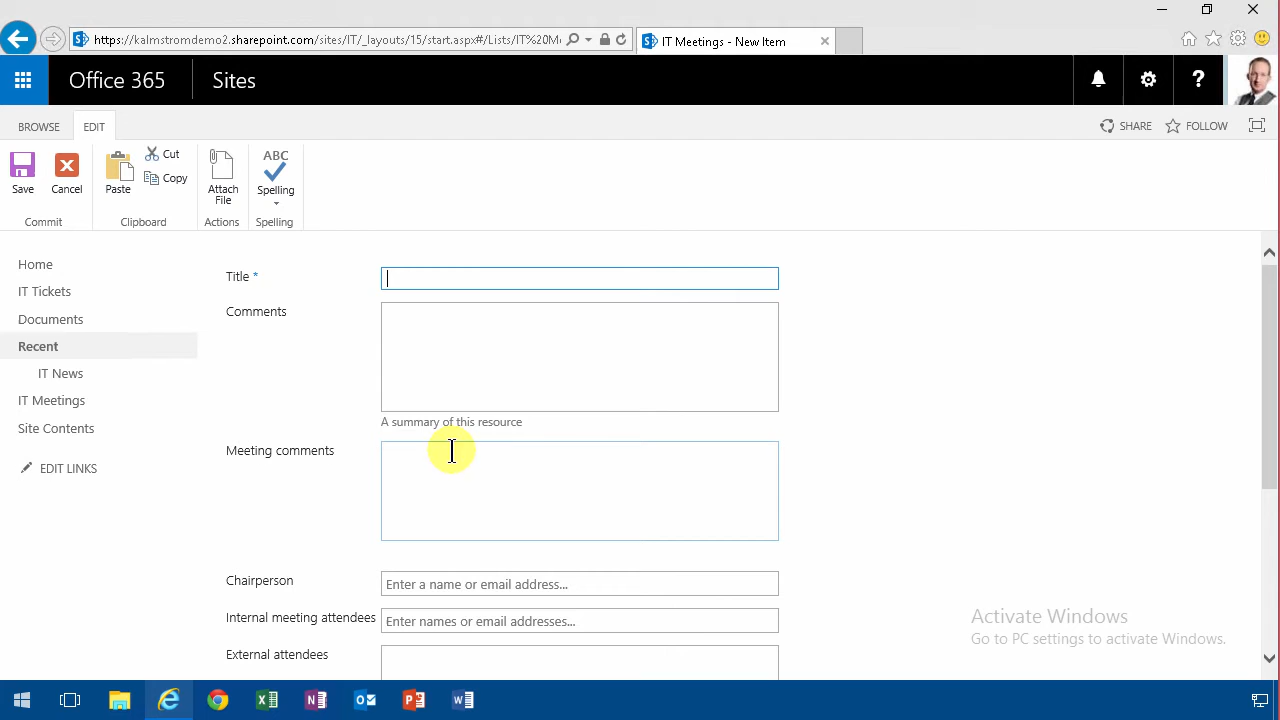 https://kalmstromdemo2.sharepoint.com/sites/IT/_layouts/15/start.aspx#/Lists/IT%20M
IT Meetings - New Item
Office 365
Sites
?
BROWSE
EDIT
SHARE
FOLLOW
Save
Cancel
Paste
Cut
Copy
Attach File
ABC
Spelling
Commit
Clipboard
Actions
Spelling
Home
IT Tickets
Documents
Recent
IT News
IT Meetings
Site Contents
EDIT LINKS
Title *
Comments
A summary of this resource
Meeting comments
Chairperson
Enter a name or email address...
Internal meeting attendees
Enter names or email addresses...
External attendees
Activate Windows
Go to PC settings to activate Windows.